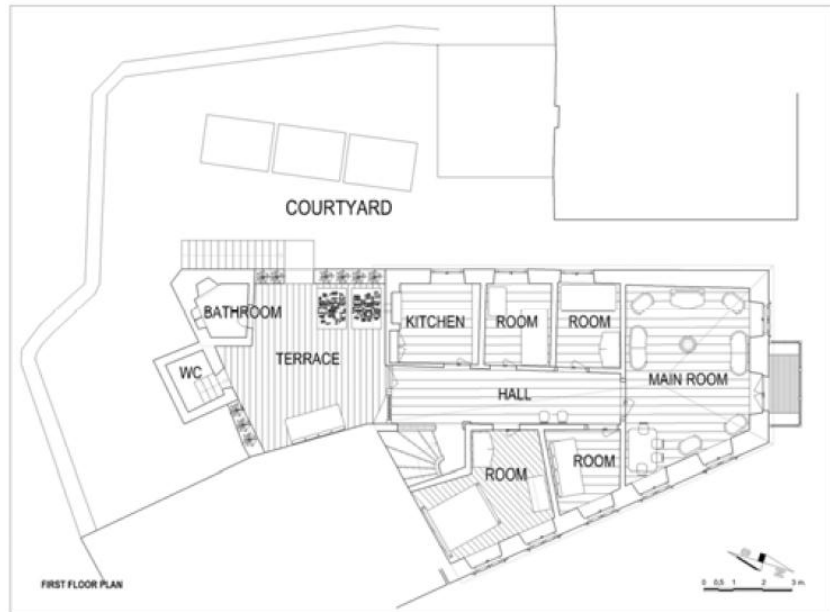 COURTYARD
BATHROOM
KITCHEN
ROOM
ROOM
TERRACE
WC
HALL
MAIN ROOM
ROOM
ROOM
FIRST FLOOR PLAN
0 0,5 1 2 3 m.